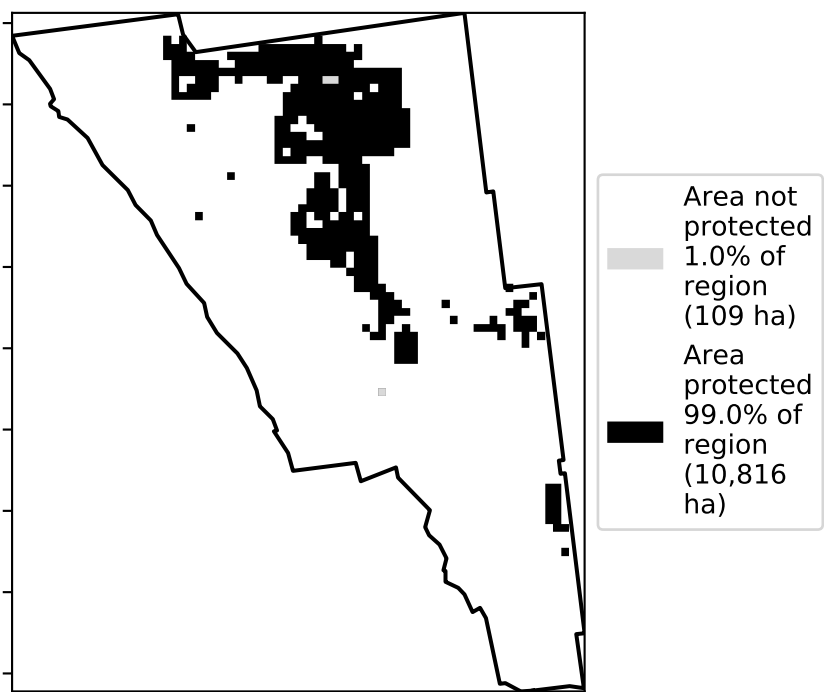 Area not
protected
1.0% of
region
(109 ha)
Area
protected
99.0% of
region
(10,816
ha)